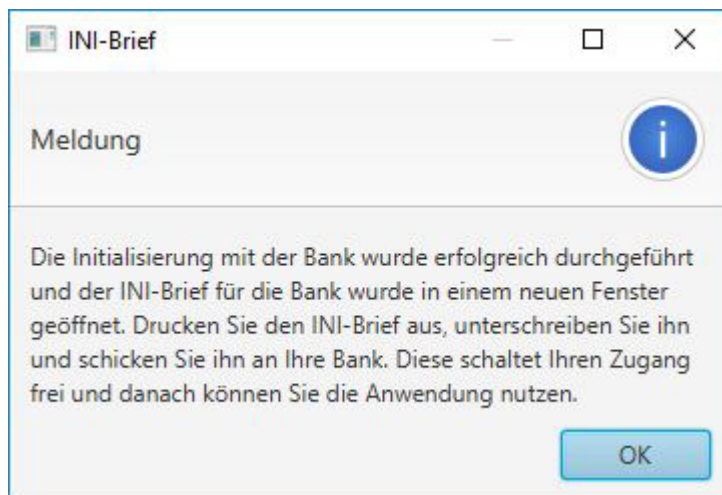 INI-Brief
Meldung
Die Initialisierung mit der Bank wurde erfolgreich durchgeführt
und der INI-Brief für die Bank wurde in einem neuen Fenster
geöffnet. Drucken Sie den INI-Brief aus, unterschreiben Sie ihn
und schicken Sie ihn an Ihre Bank. Diese schaltet Ihren Zugang
frei und danach können Sie die Anwendung nutzen.
OK